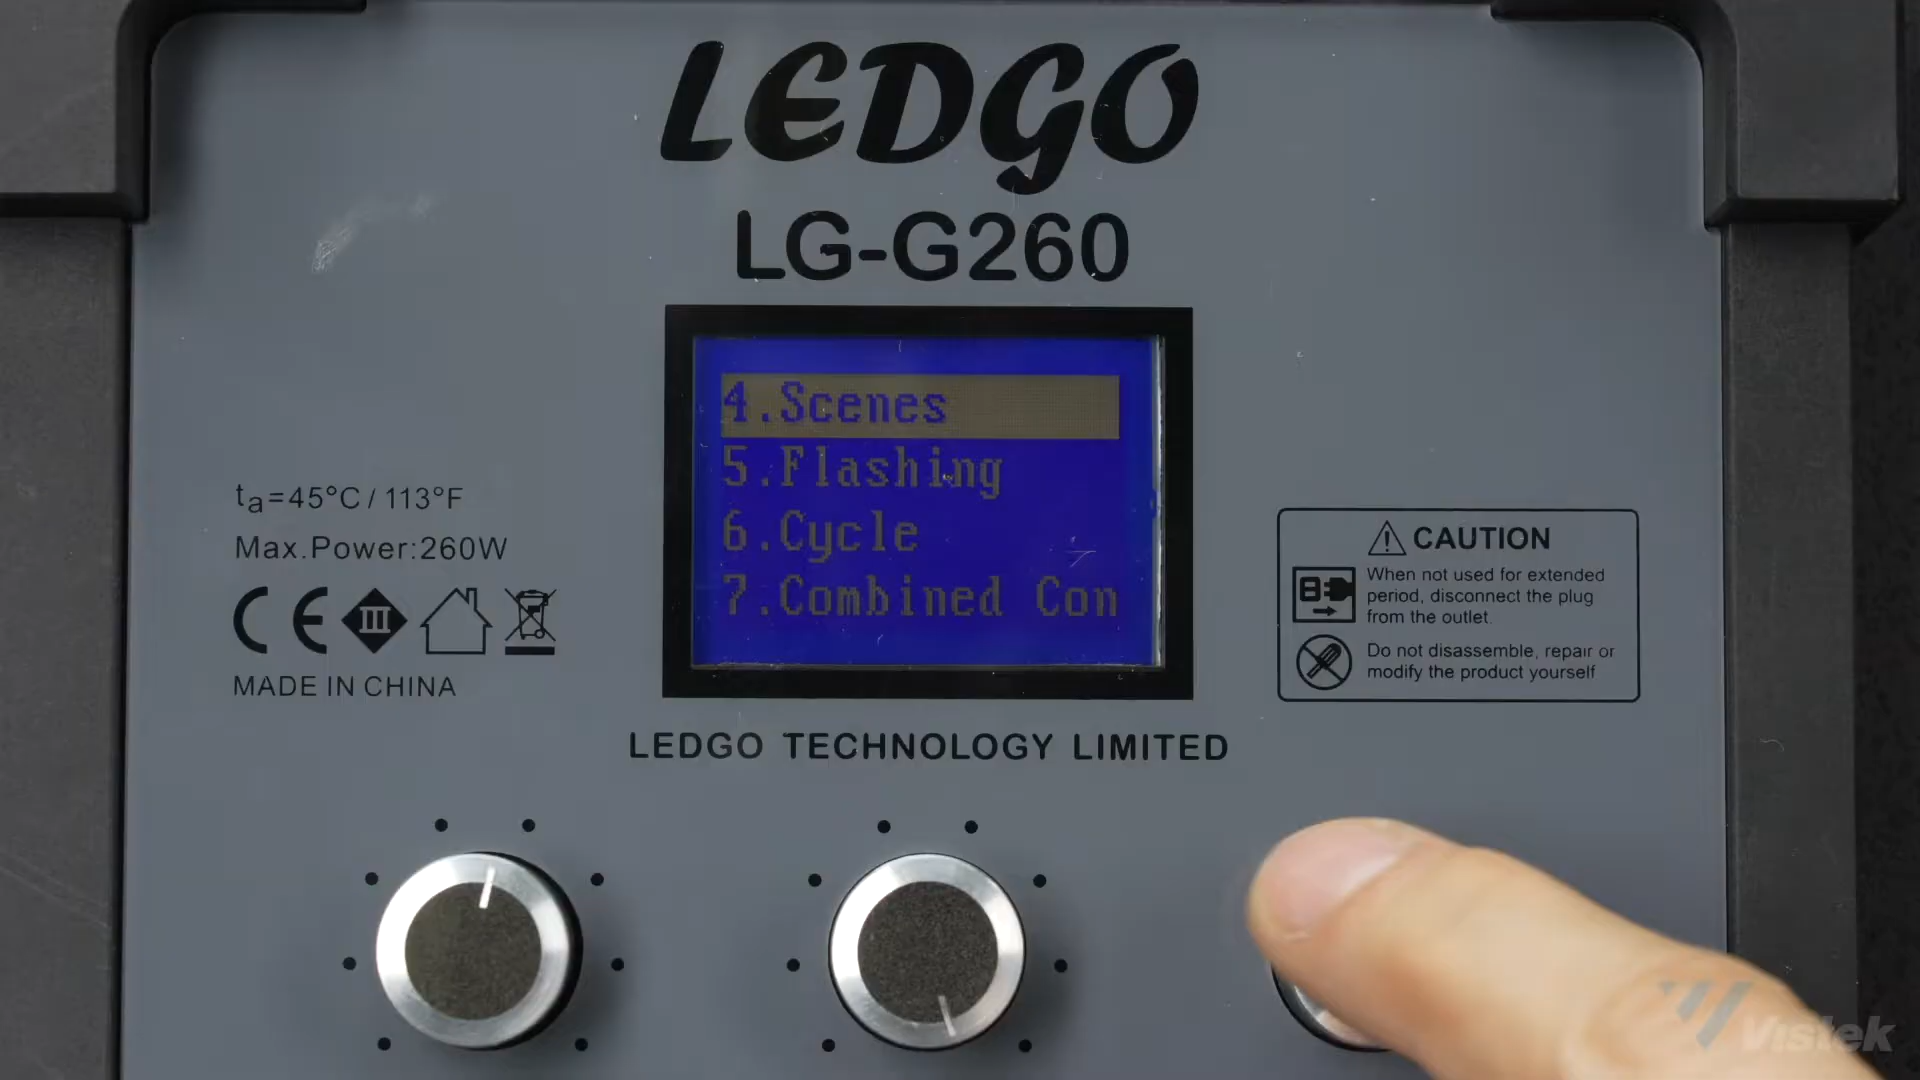 LEDGO
LG-G260
4.Scenes
5.Flashing
6.Cycle
7.Combined Con
ta=45°C / 113°F
Max.Power:260W
CE III
MADE IN CHINA
CAUTION
When not used for extended
period, disconnect the plug
from the outlet.
Do not disassemble, repair or
modify the product yourself
LEDGO TECHNOLOGY LIMITED
Vistek